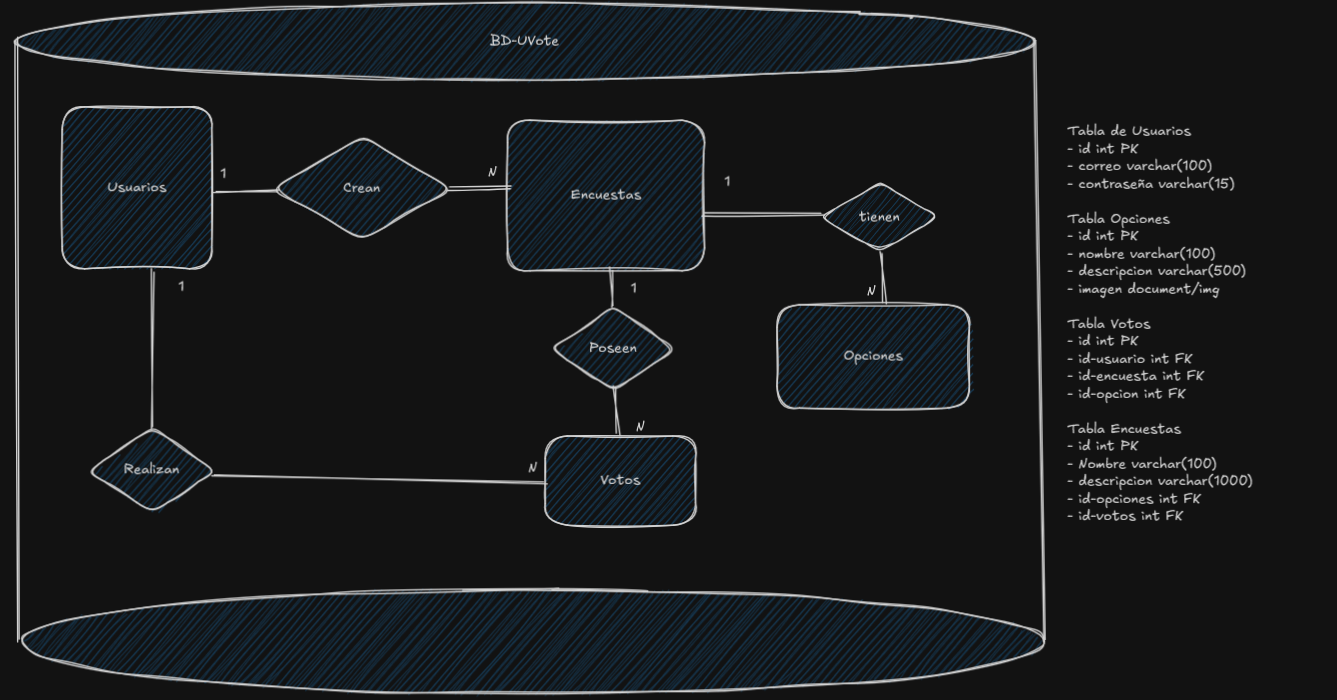 BD-UVote
Usuarios
1
Crean
N
Encuestas
1
tienen
N
Opciones
1
Poseen
N
Votos
1
Realizan
N
Tabla de Usuarios
- id int PK
- correo varchar(100)
- contraseña varchar(15)
Tabla Opciones
- id int PK
- nombre varchar(100)
- descripcion varchar(500)
- imagen document/img
Tabla Votos
- id int PK
- id-usuario int FK
- id-encuesta int FK
- id-opcion int FK
Tabla Encuestas
- id int PK
- Nombre varchar(100)
- descripcion varchar(1000)
- id-opciones int FK
- id-votos int FK